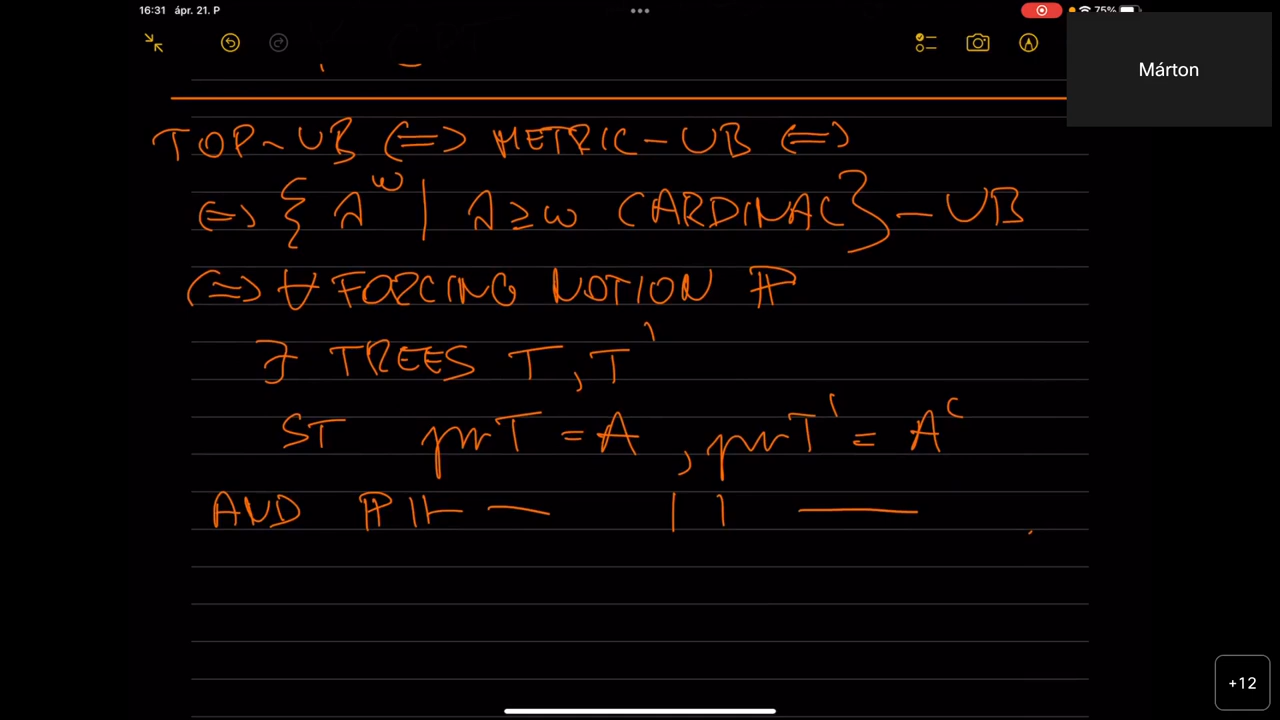 16:31 ápr. 21. P
75%
Márton
TOP-UB (=) METRIC-UB (=)
(=) { λ^ω | λ ≥ ω CARDINAL } - UB
(=) ∀ FORCING NOTION ℙ
∃ TREES T, T'
ST prT = A, prT' = A^c
AND ℙ ⊩ — || —
+12